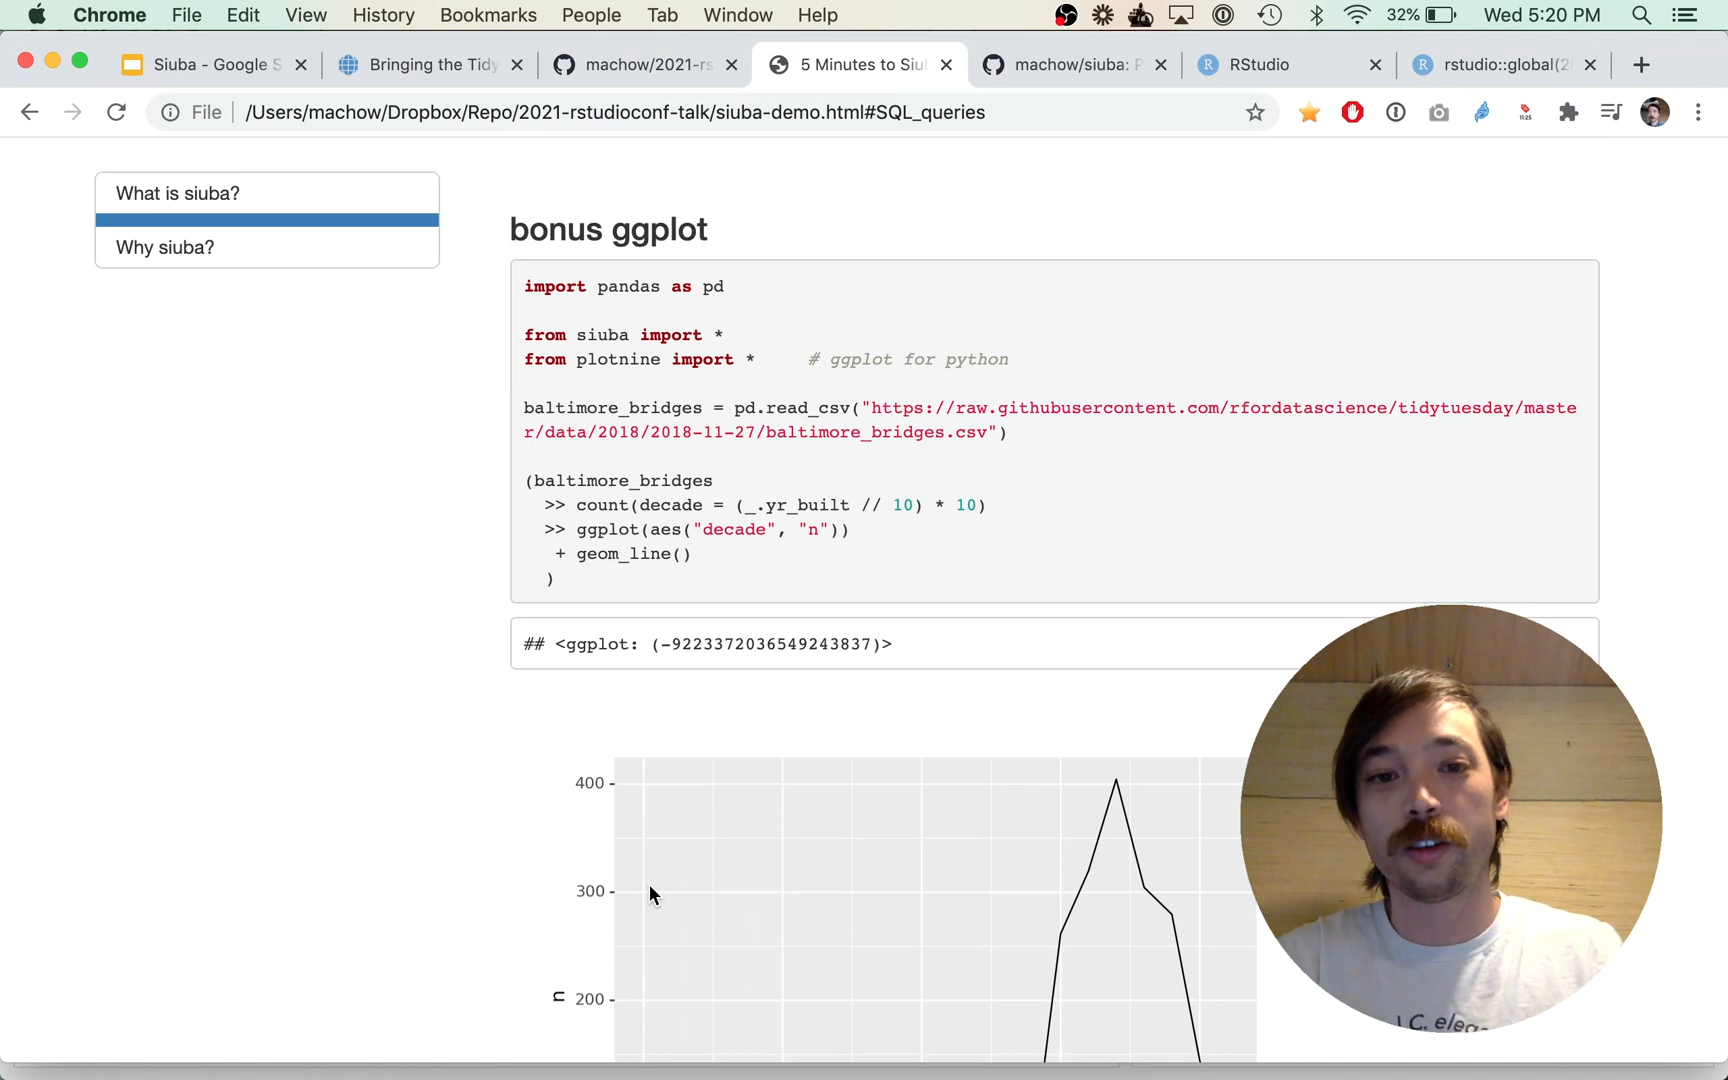 Chrome File Edit View History Bookmarks People Tab Window Help 32% Wed 5:20 PM
Siuba - Google S Bringing the Tidy machow/2021-rs 5 Minutes to Siu machow/siuba: P RStudio rstudio::global(2
File /Users/machow/Dropbox/Repo/2021-rstudioconf-talk/siuba-demo.html#SQL_queries
What is siuba?
Why siuba?
bonus ggplot
import pandas as pd
from siuba import *
from plotnine import * # ggplot for python
baltimore_bridges = pd.read_csv("https://raw.githubusercontent.com/rfordatascience/tidytuesday/maste
r/data/2018/2018-11-27/baltimore_bridges.csv")
(baltimore_bridges
>> count(decade = (_.yr_built // 10) * 10)
>> ggplot(aes("decade", "n"))
+ geom_line()
)
## <ggplot: (-9223372036549243837)>
400
300
n 200
C. elega